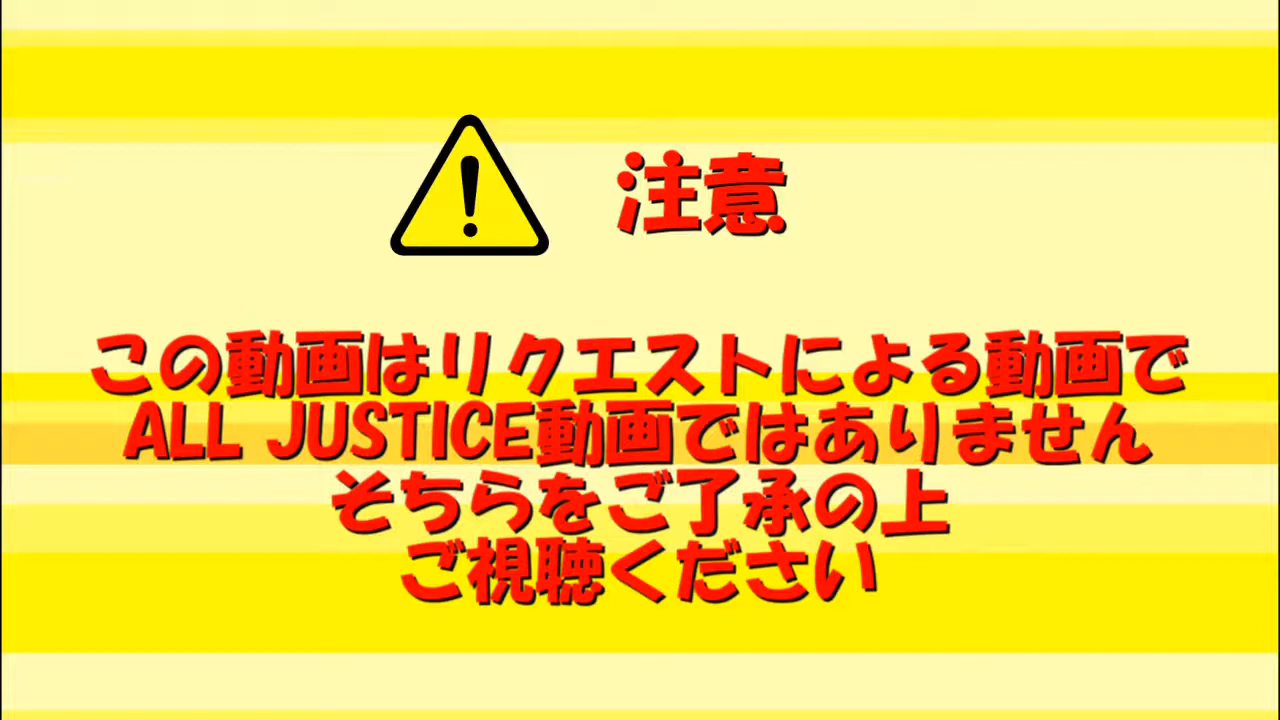 注意
この動画はリクエストによる動画で
ALL JUSTICE動画ではありません
そちらをご了承の上
ご視聴ください